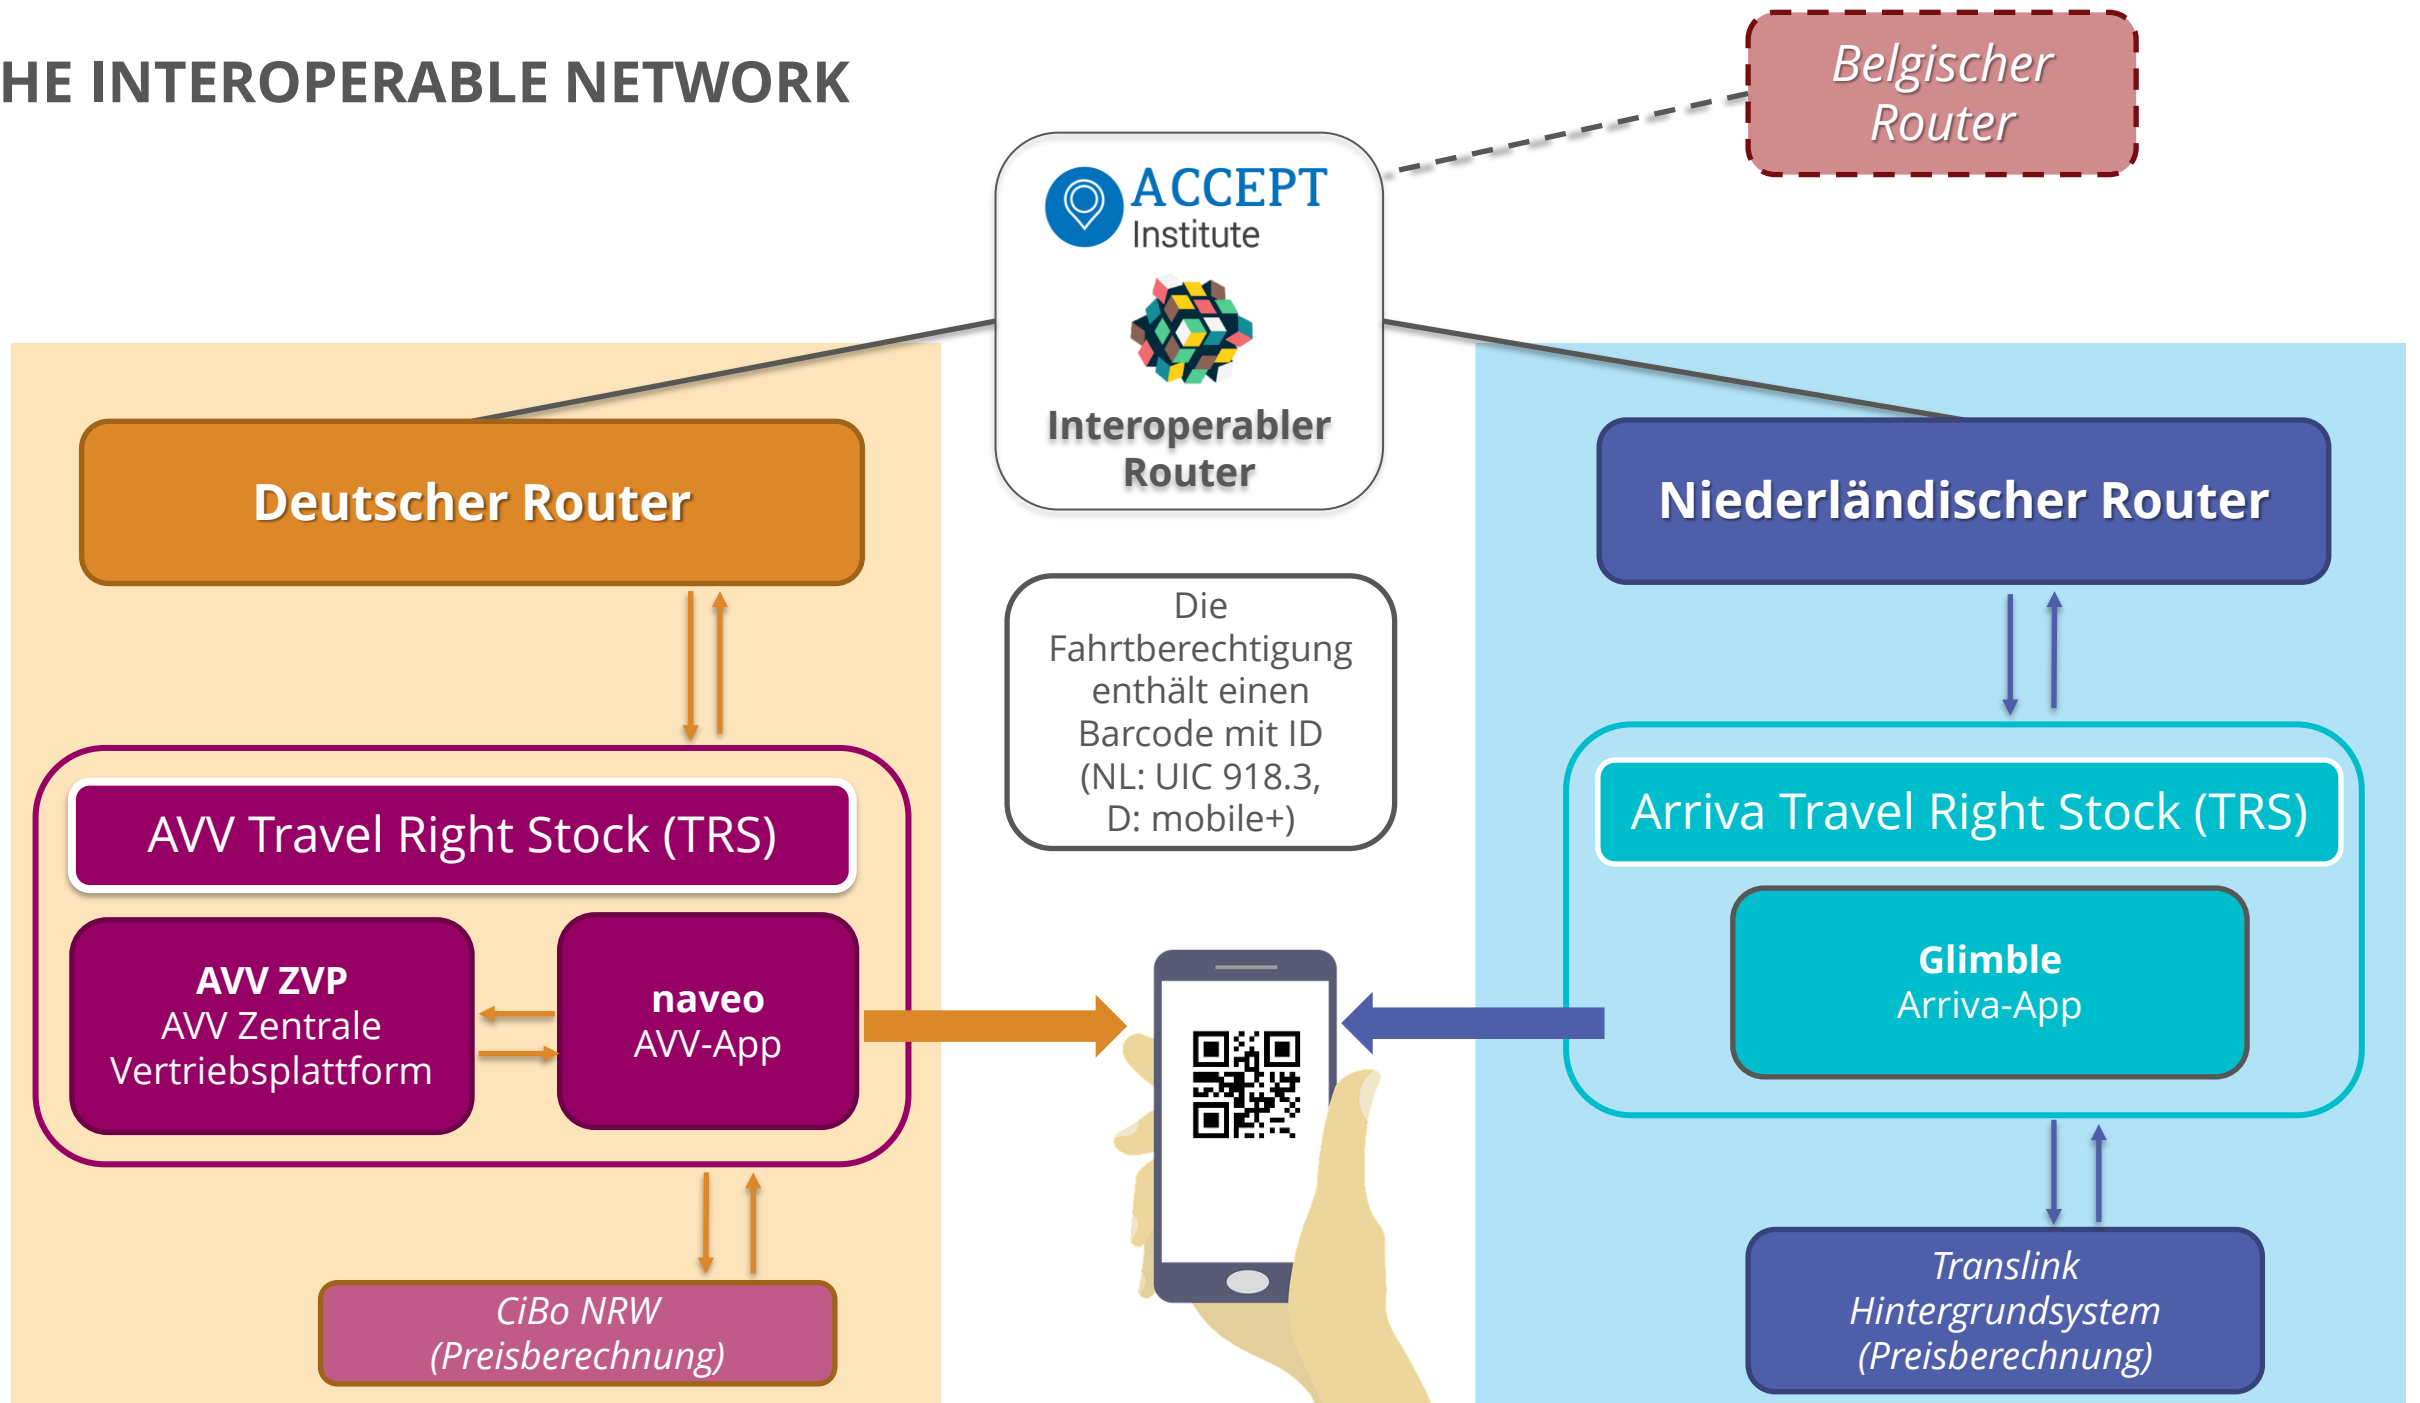 HE INTEROPERABLE NETWORK
Belgischer
Router
ACCEPT
Institute
Interoperabler
Router
Deutscher Router
Niederländischer Router
Die
Fahrtberechtigung
enthält einen
Barcode mit ID
(NL: UIC 918.3,
D: mobile+)
AVV Travel Right Stock (TRS)
AVV ZVP
AVV Zentrale
Vertriebsplattform
naveo
AVV-App
CiBo NRW
(Preisberechnung)
Arriva Travel Right Stock (TRS)
Glimble
Arriva-App
Translink
Hintergrundsystem
(Preisberechnung)